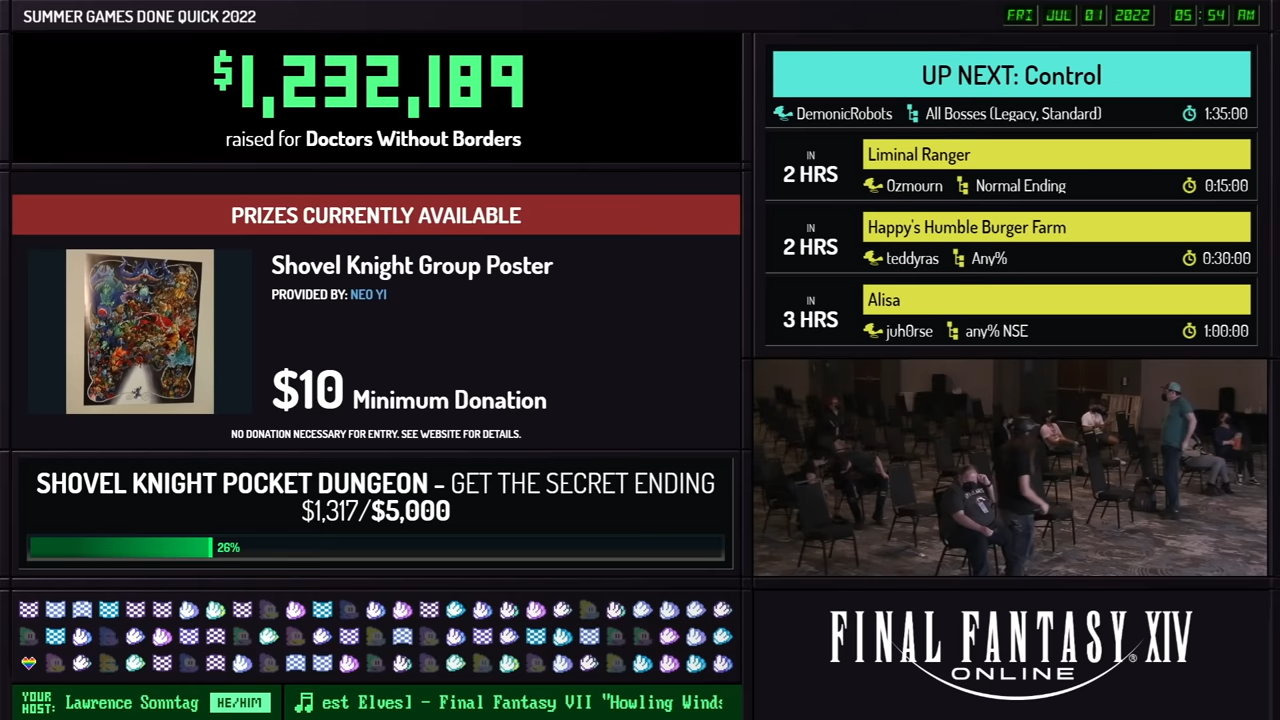 SUMMER GAMES DONE QUICK 2022
FRI JUL 01 2022 05:54 AM
$1,232,189
raised for Doctors Without Borders
PRIZES CURRENTLY AVAILABLE
Shovel Knight Group Poster
PROVIDED BY: NEO YI
$10 Minimum Donation
NO DONATION NECESSARY FOR ENTRY. SEE WEBSITE FOR DETAILS.
SHOVEL KNIGHT POCKET DUNGEON - GET THE SECRET ENDING
$1,317/$5,000
26%
UP NEXT: Control
DemonicRobots All Bosses (Legacy, Standard) 1:35:00
IN 2 HRS
Liminal Ranger
Ozmourn Normal Ending 0:15:00
IN 2 HRS
Happy's Humble Burger Farm
teddyras Any% 0:30:00
IN 3 HRS
Alisa
juh0rse any% NSE 1:00:00
FINAL FANTASY XIV
ONLINE
YOUR HOST: Lawrence Sonntag HE/HIM
est Elves] - Final Fantasy VII "Howling Winds